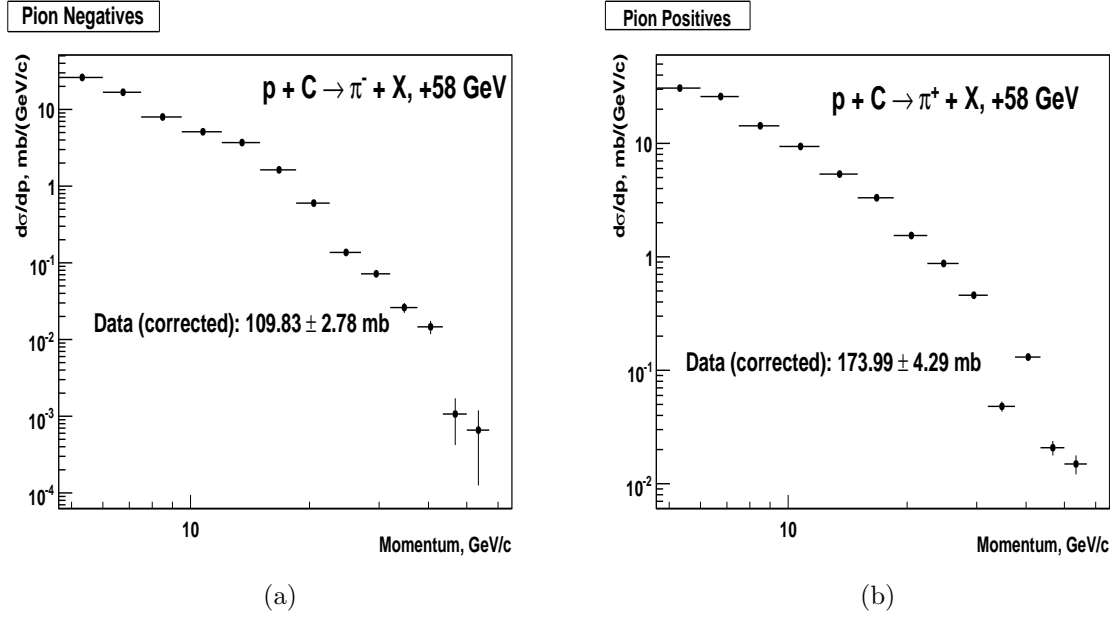 Pion Negatives
p + C → π⁻ + X, +58 GeV
dσ/dp, mb/(GeV/c)
10
1
10⁻¹
10⁻²
10⁻³
10⁻⁴
Data (corrected): 109.83 ± 2.78 mb
10
Momentum, GeV/c
(a)
Pion Positives
p + C → π⁺ + X, +58 GeV
dσ/dp, mb/(GeV/c)
10
1
10⁻¹
10⁻²
Data (corrected): 173.99 ± 4.29 mb
10
Momentum, GeV/c
(b)